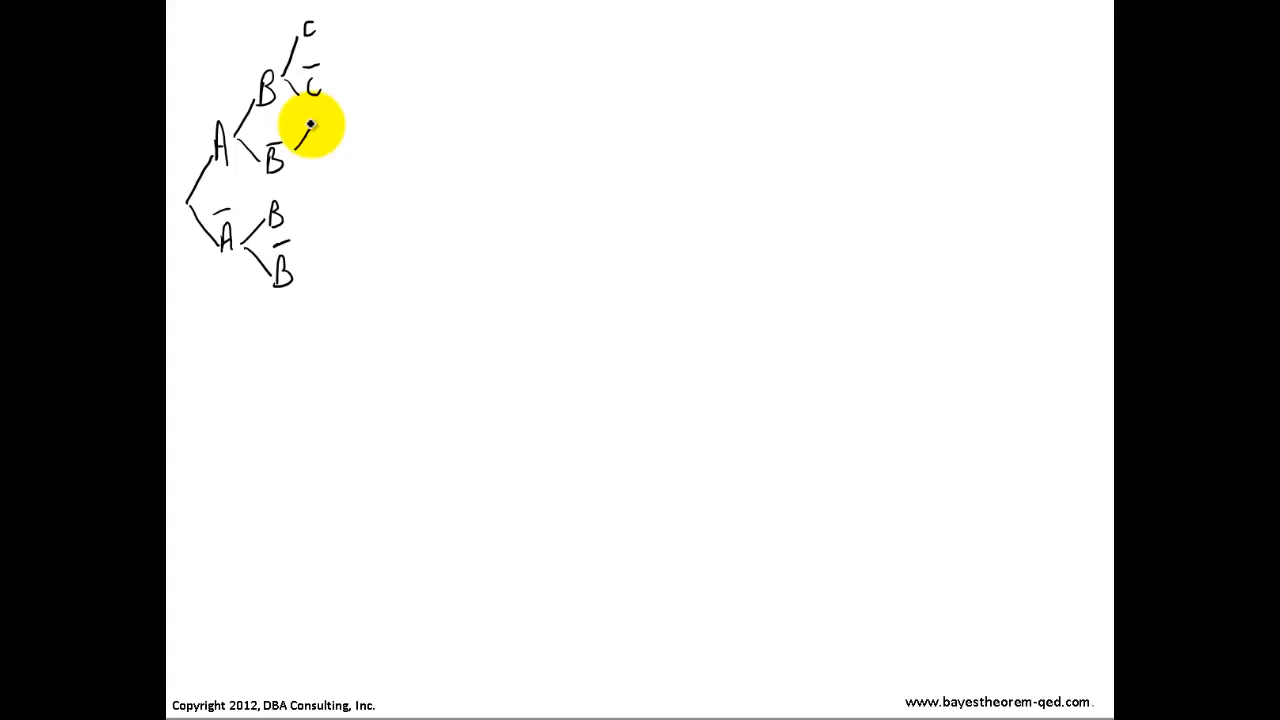 C
C̅
B
A
B̅
B
A̅
B̅
Copyright 2012, DBA Consulting, Inc.
www.bayestheorem-qed.com.